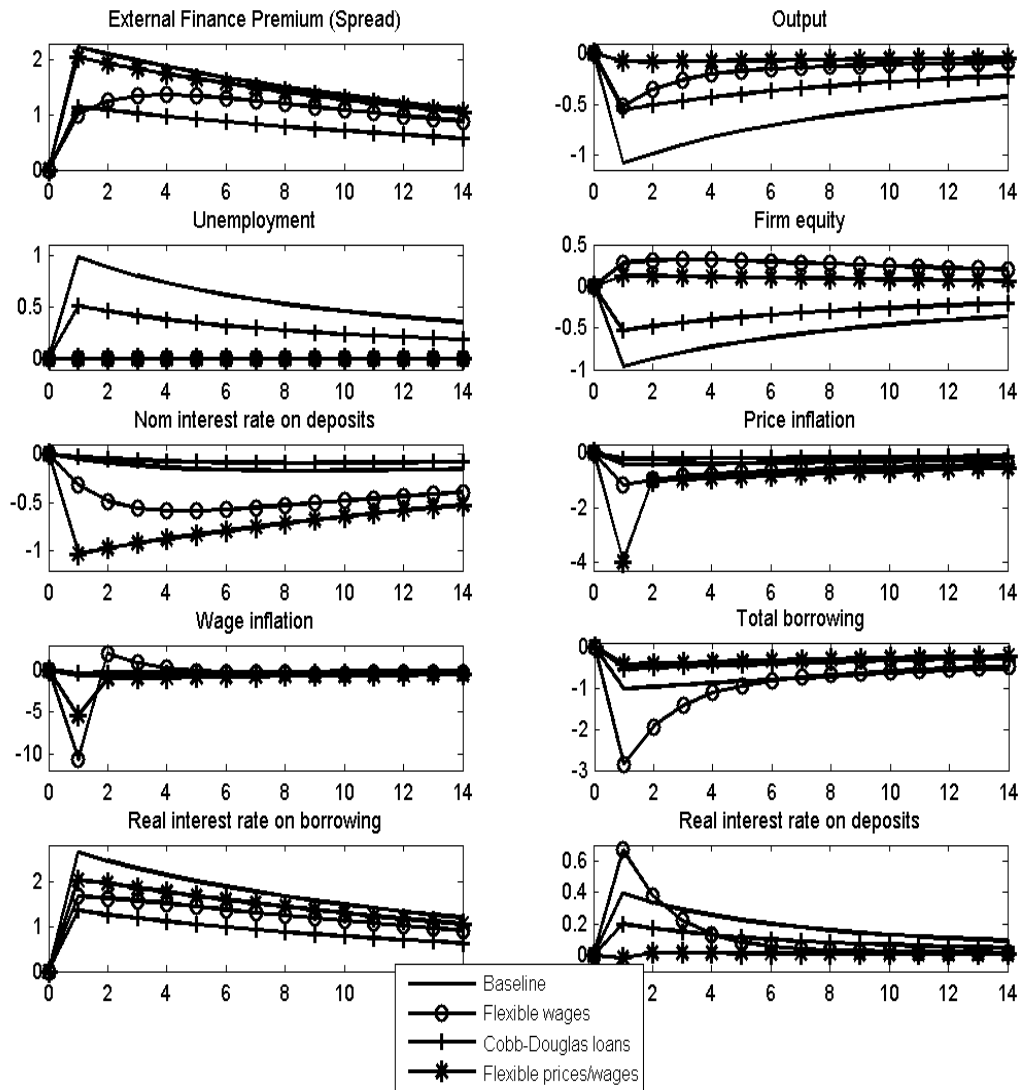 External Finance Premium (Spread)
2
1
0
0 2 4 6 8 10 12 14
Output
0
-0.5
-1
0 2 4 6 8 10 12 14
Unemployment
1
0.5
0
0 2 4 6 8 10 12 14
Firm equity
0.5
0
-0.5
-1
0 2 4 6 8 10 12 14
Nom interest rate on deposits
0
-0.5
-1
0 2 4 6 8 10 12 14
Price inflation
0
-2
-4
0 2 4 6 8 10 12 14
Wage inflation
0
-5
-10
0 2 4 6 8 10 12 14
Total borrowing
0
-1
-2
-3
0 2 4 6 8 10 12 14
Real interest rate on borrowing
2
1
0
0 2 4 6 8
Real interest rate on deposits
0.6
0.4
0.2
0
2 4 6 8 10 12 14
Baseline
Flexible wages
Cobb-Douglas loans
Flexible prices/wages